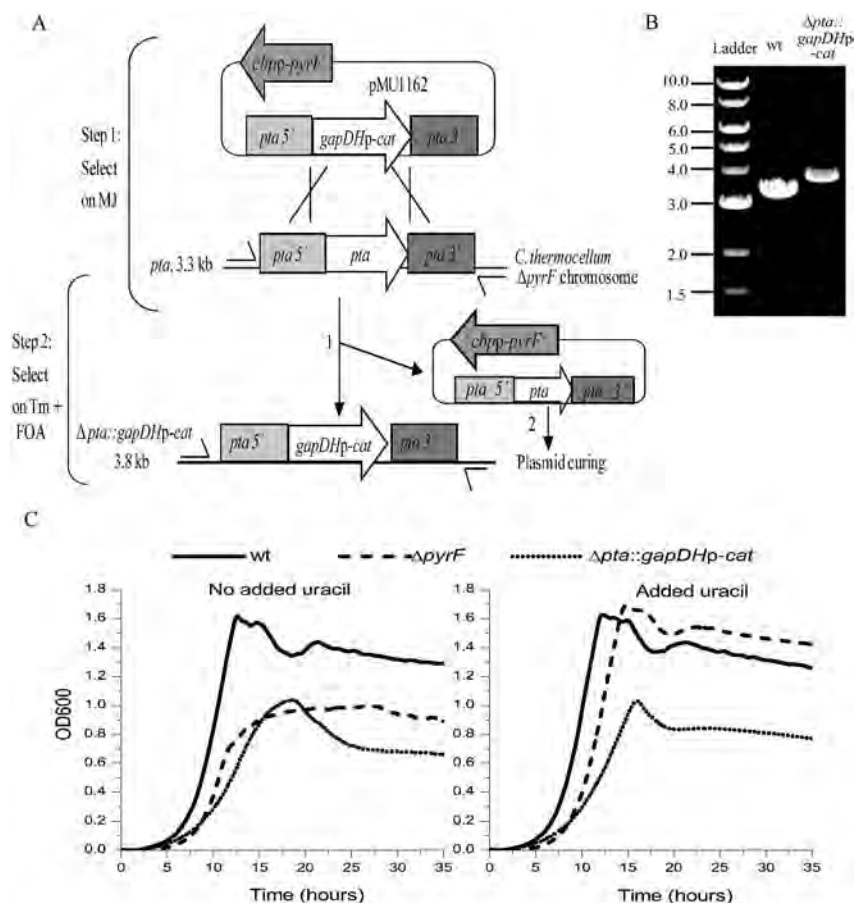 A
cbpp-pyrF
pMU1162
pta 5' gapDHp-cat pta 3'
Step 1:
Select
on MJ
pta 5' pta pta 3'
pta, 3.3 kb
C.thermocellum
ΔpyrF chromosome
Step 2:
Select
on Tm +
FOA
1
cbpp-pyrF
pta 5' pta pta 3'
2
Plasmid curing
Δpta::gapDHp-cat
3.8 kb
pta 5' gapDHp-cat pta 3'
B
Ladder wt Δpta::
gapDHp
-cat
10.0
8.0
6.0
5.0
4.0
3.0
2.0
1.5
C
wt ΔpyrF Δpta::gapDHp-cat
No added uracil
1.8
1.6
1.4
1.2
1.0
0.8
0.6
0.4
0.2
0.0
OD600
0 5 10 15 20 25 30 35
Time (hours)
Added uracil
1.8
1.6
1.4
1.2
1.0
0.8
0.6
0.4
0.2
0.0
0 5 10 15 20 25 30 35
Time (hours)